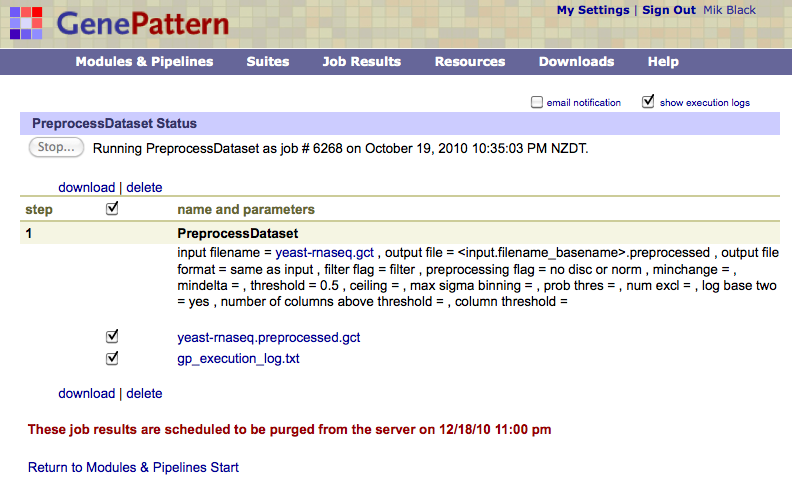 GenePattern
My Settings | Sign Out Mik Black
Modules & Pipelines Suites Job Results Resources Downloads Help
email notification show execution logs
PreprocessDataset Status
Stop... Running PreprocessDataset as job # 6268 on October 19, 2010 10:35:03 PM NZDT.
download | delete
step name and parameters
1 PreprocessDataset
input filename = yeast-rnaseq.gct , output file = <input.filename_basename>.preprocessed , output file
format = same as input , filter flag = filter , preprocessing flag = no disc or norm , minchange = ,
mindelta = , threshold = 0.5 , ceiling = , max sigma binning = , prob thres = , num excl = , log base two
= yes , number of columns above threshold = , column threshold =
yeast-rnaseq.preprocessed.gct
gp_execution_log.txt
download | delete
These job results are scheduled to be purged from the server on 12/18/10 11:00 pm
Return to Modules & Pipelines Start